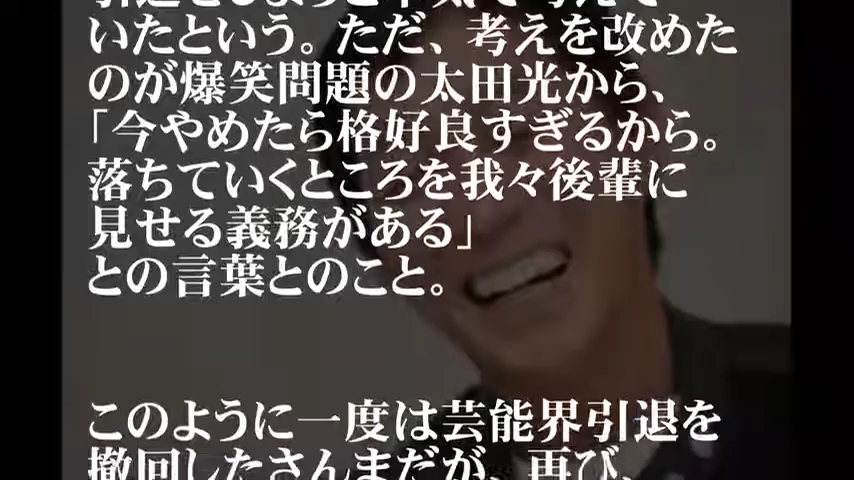 いたという。ただ、考えを改めた
のが爆笑問題の太田光から、
「今やめたら格好良すぎるから。
落ちていくところを我々後輩に
見せる義務がある」
との言葉とのこと。
このように一度は芸能界引退を
撤回したさんまだが、再び、